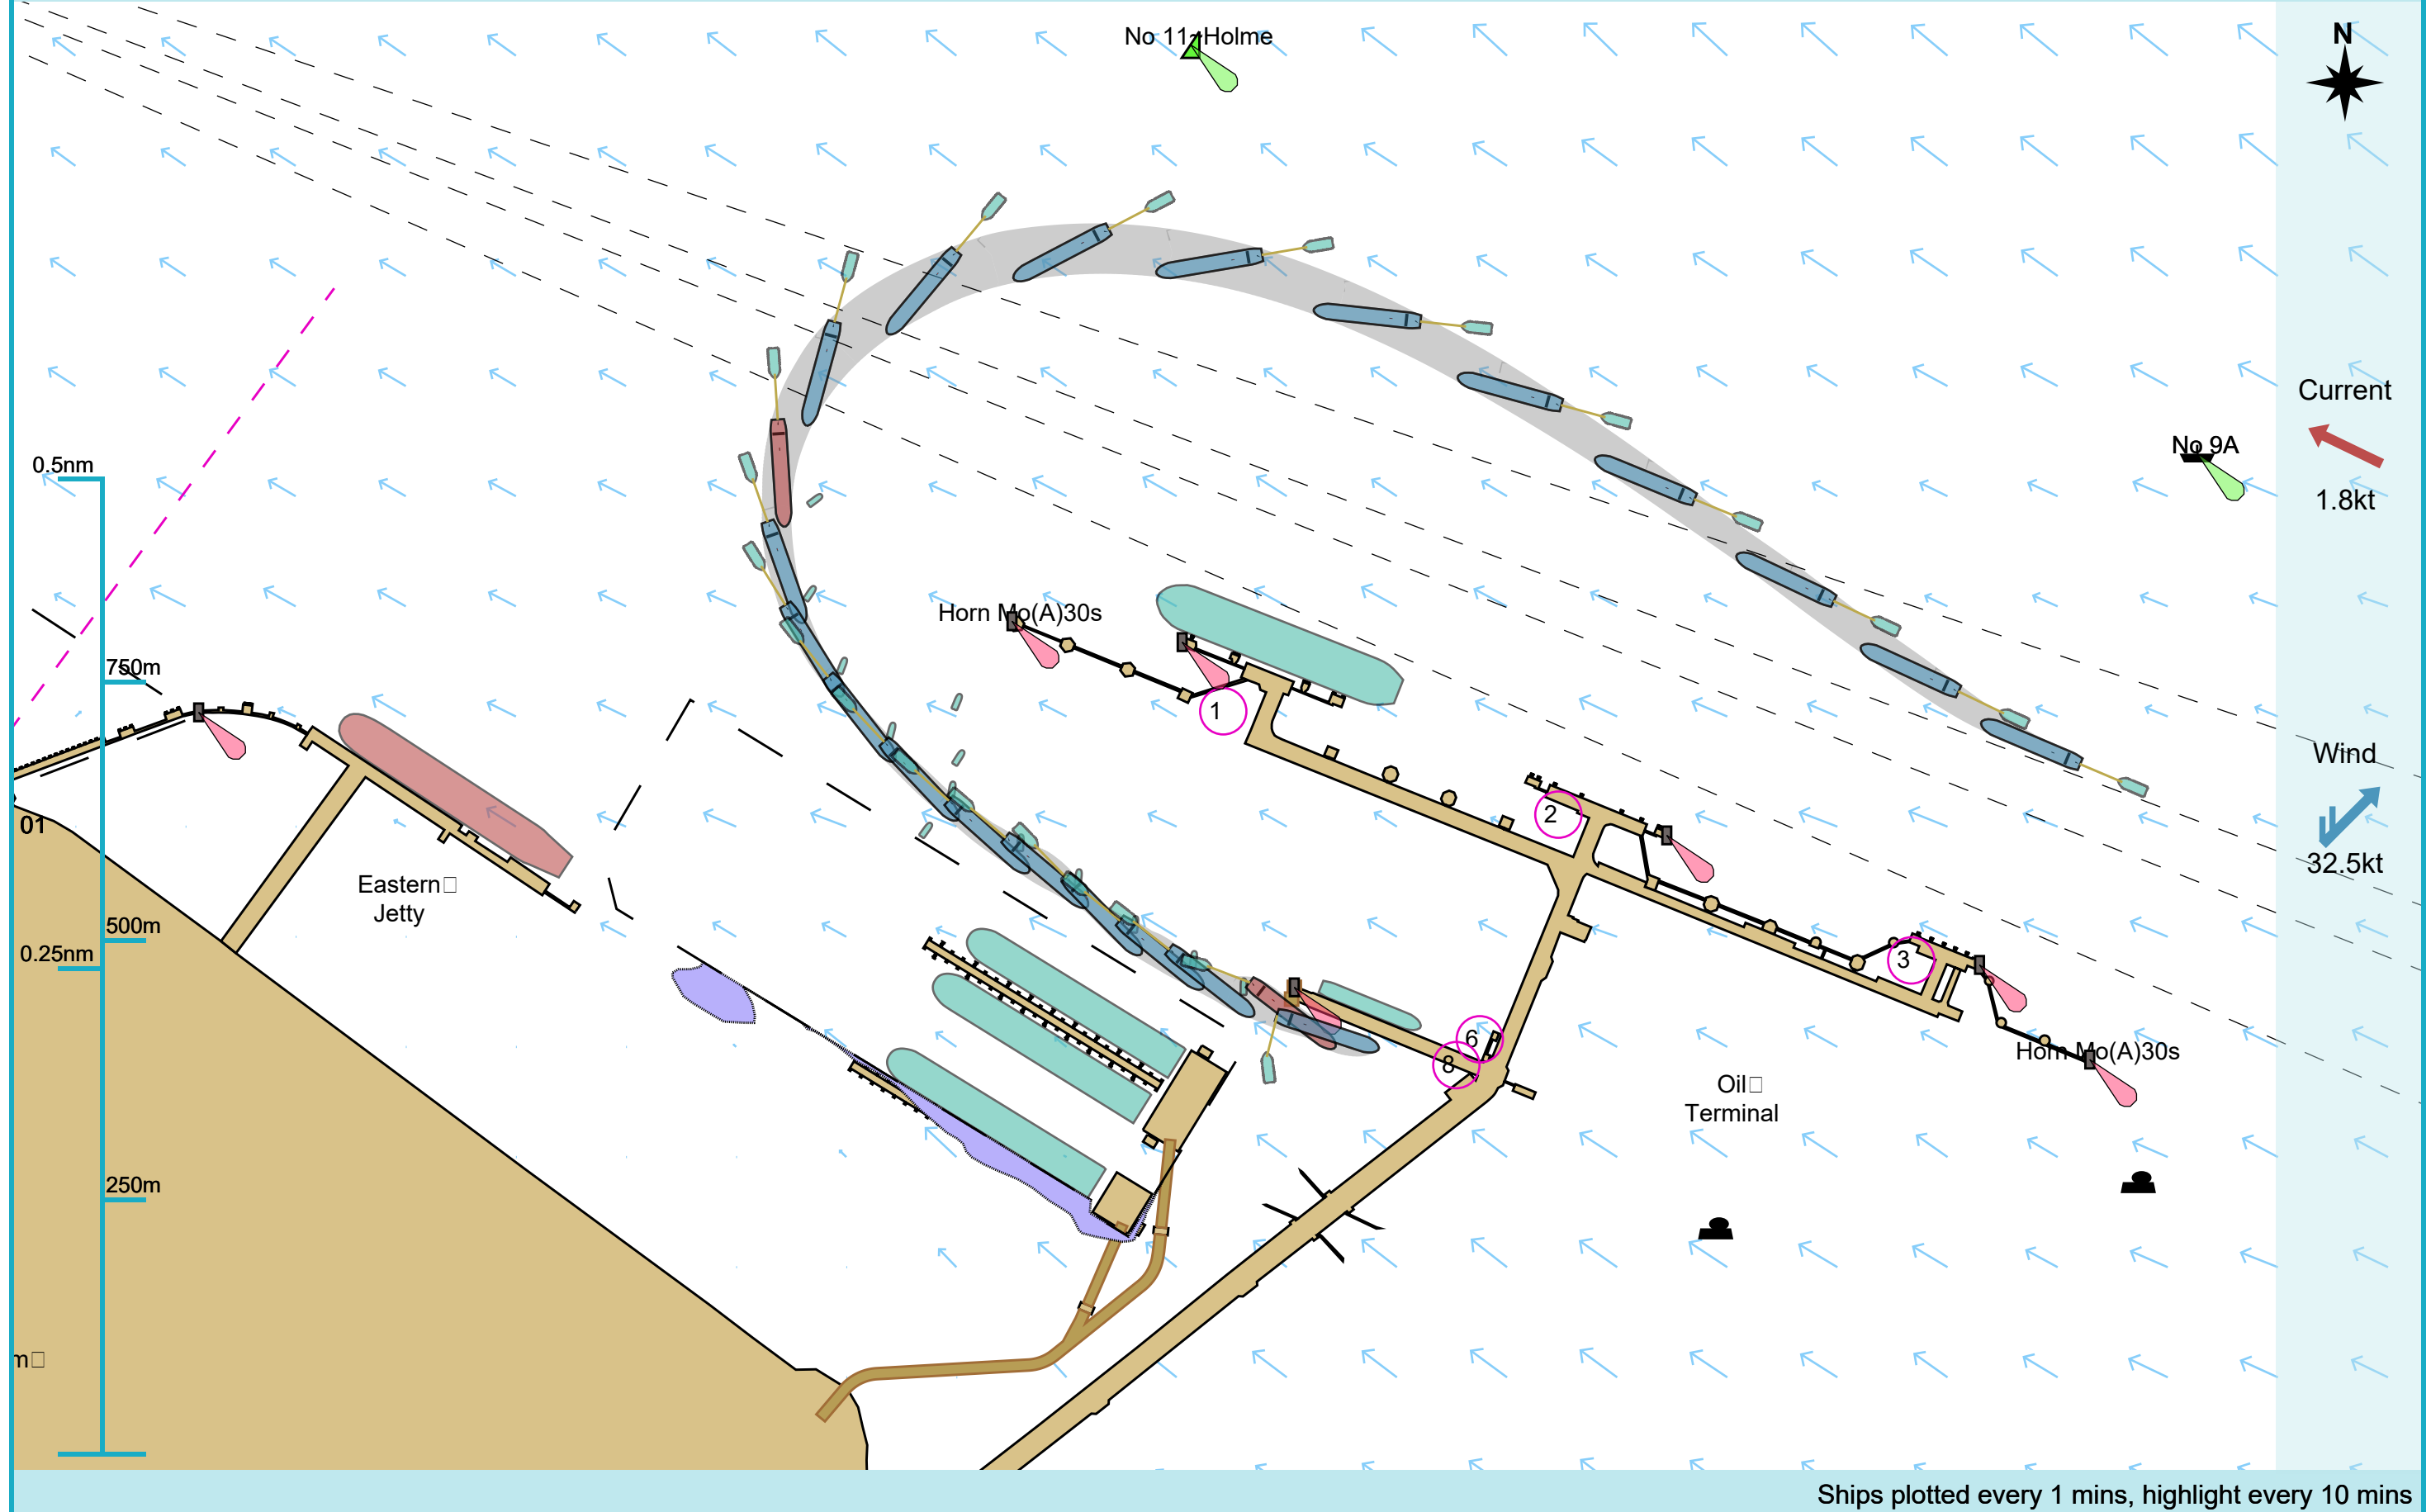 No 11 Holme
N
Current
0.5nm
No 9A
1.8kt
Horn Mo(A)30s
750m
1
Wind
2
01
32.5kt
Eastern
Jetty
500m
0.25nm
3
6
Horn Mo(A)30s
8
Oil
Terminal
250m
m
Ships plotted every 1 mins, highlight every 10 mins